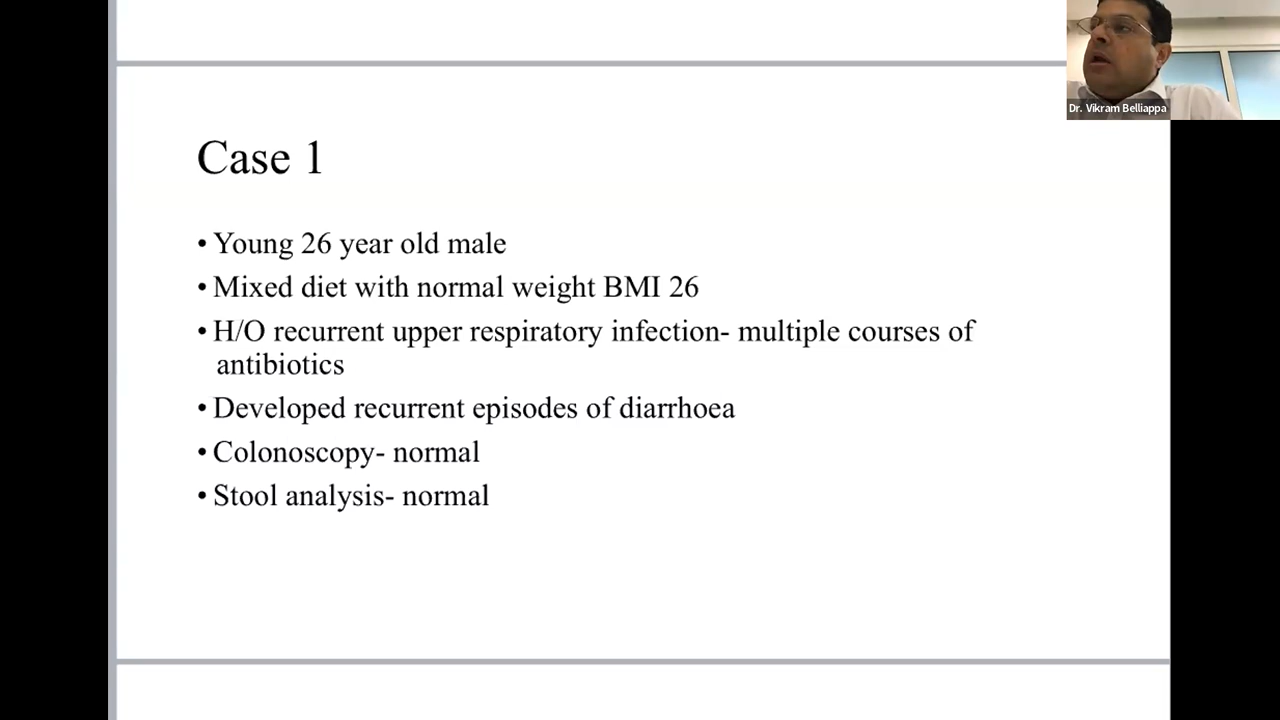 Dr. Vikram Belliappa
Case 1
• Young 26 year old male
• Mixed diet with normal weight BMI 26
• H/O recurrent upper respiratory infection- multiple courses of
antibiotics
• Developed recurrent episodes of diarrhoea
• Colonoscopy- normal
• Stool analysis- normal